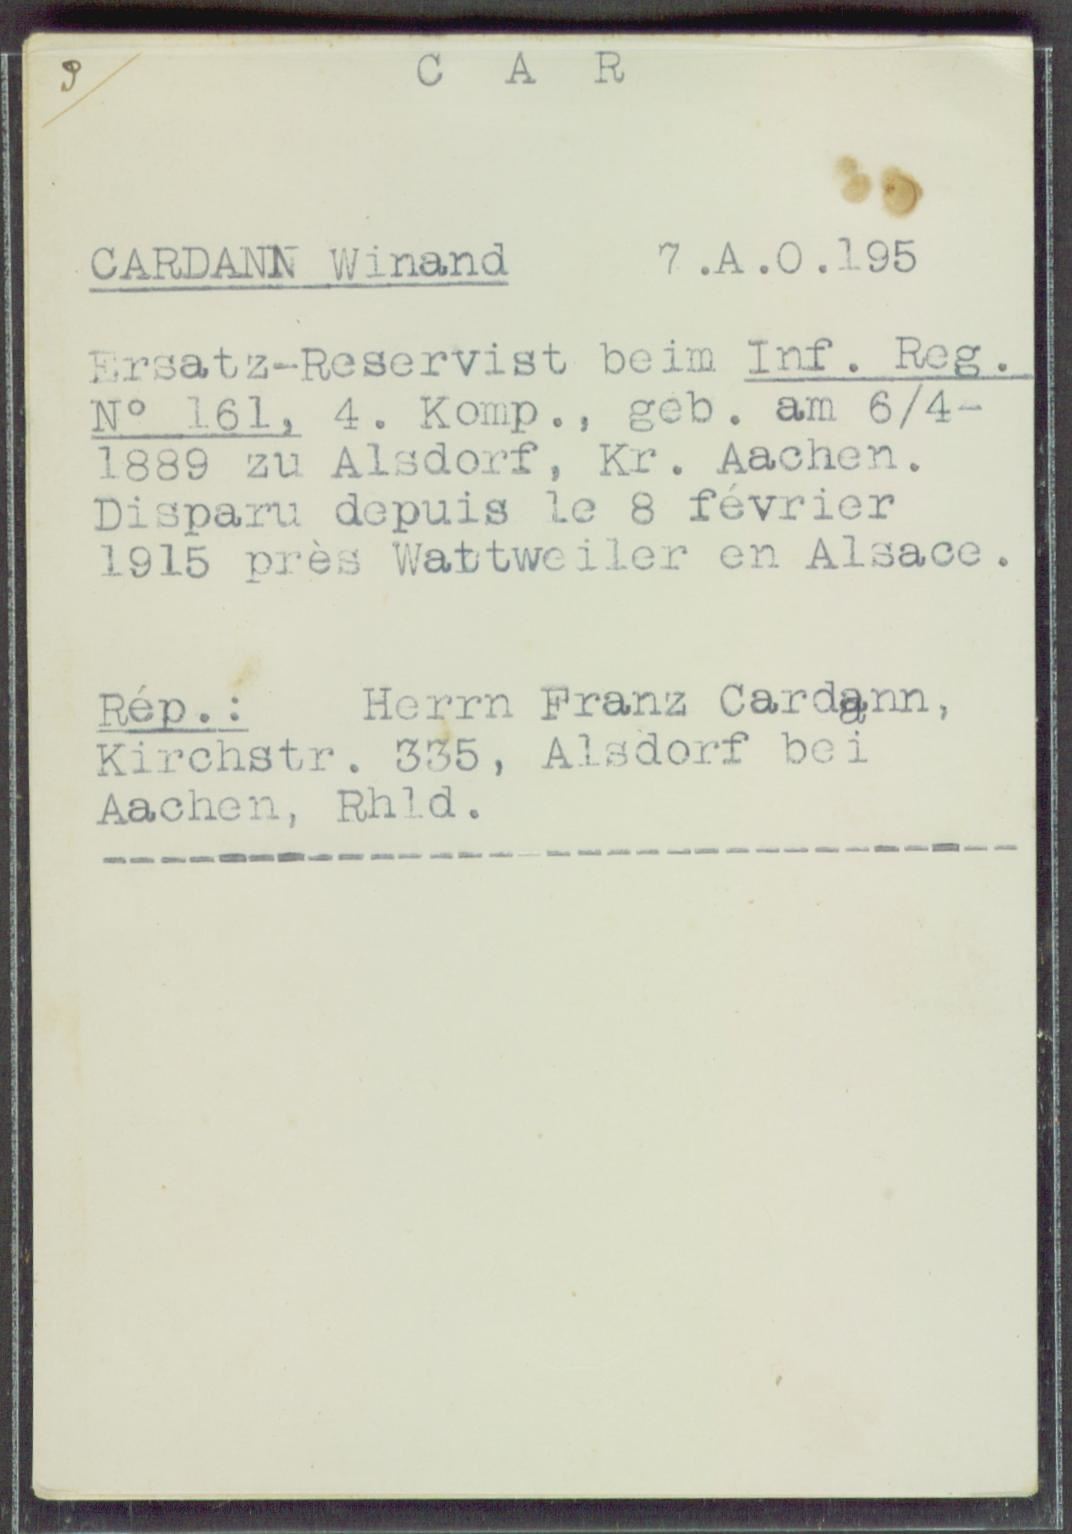 C A R
CARDANN Winand 7.A.O.195
Ersatz-Reservist beim Inf. Reg.
N° 161, 4. Komp., geb. am 6/4-
1889 zu Alsdorf, Kr. Aachen.
Disparu depuis le 8 février
1915 près Wattweiler en Alsace.
Rép.: Herrn Franz Cardann,
Kirchstr. 335, Alsdorf bei
Aachen, Rhld.